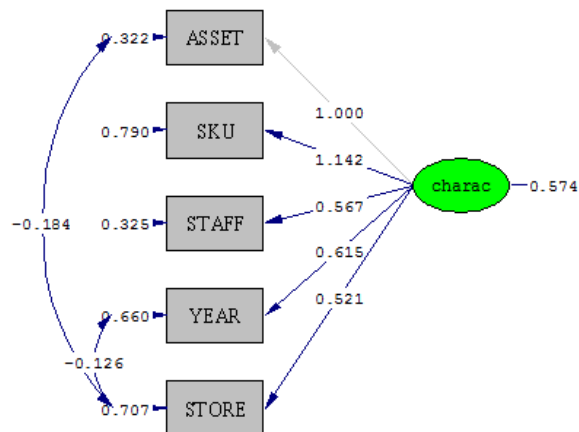 0.322 ASSET
1.000
0.790 SKU
1.142
charac 0.574
-0.184 0.325 STAFF 0.567
0.615
0.660 YEAR
0.521
-0.126
0.707 STORE